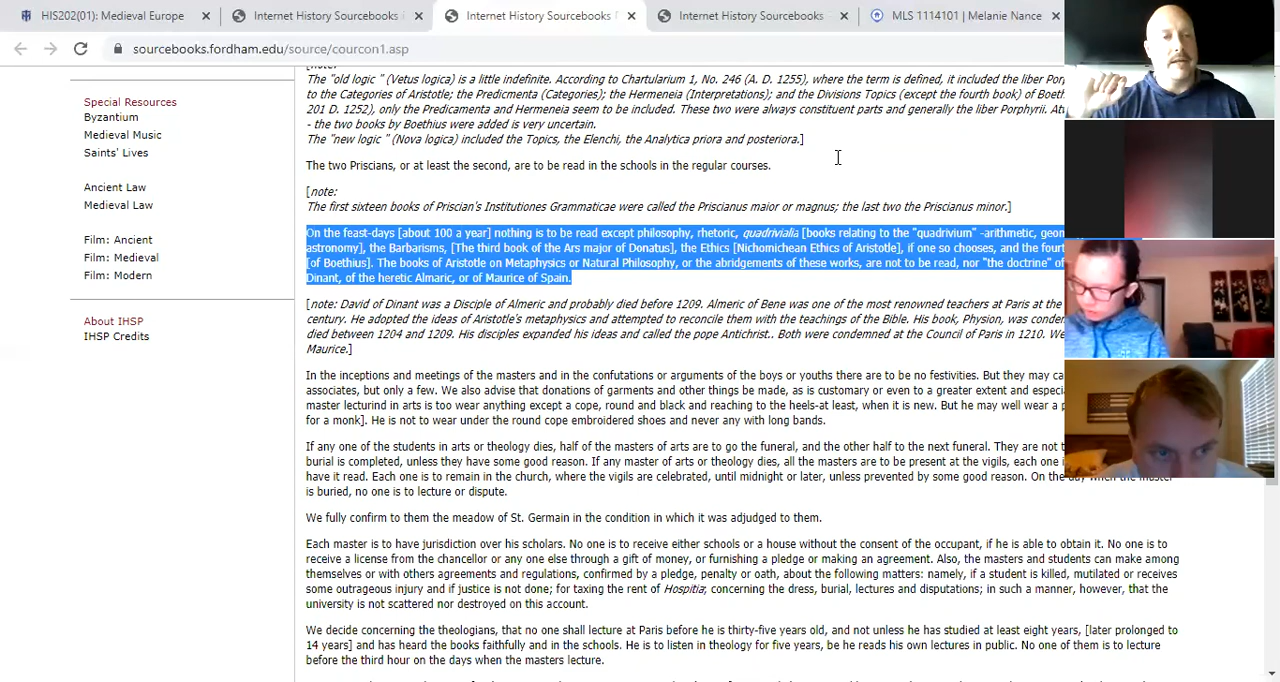 HIS202(01): Medieval Europe
Internet History Sourcebooks
Internet History Sourcebooks
Internet History Sourcebooks
MLS 1114101 | Melanie Nance
sourcebooks.fordham.edu/source/courcon1.asp
Special Resources
Byzantium
Medieval Music
Saints' Lives
Ancient Law
Medieval Law
Film: Ancient
Film: Medieval
Film: Modern
About IHSP
IHSP Credits
[note:
The "old logic " (Vetus logica) is a little indefinite. According to Chartularium 1, No. 246 (A. D. 1255), where the term is defined, it included the liber
to the Categories of Aristotle; the Predicmenta (Categories); the Hermeneia (Interpretations); and the Divisions Topics (except the fourth book) of
201 D. 1252), only the Predicamenta and Hermeneia seem to be included. These two were always constituent parts and generally the liber Porphyrii.
- the two books by Boethius were added is very uncertain.
The "new logic " (Nova logica) included the Topics, the Elenchi, the Analytica priora and posteriora.]
The two Priscians, or at least the second, are to be read in the schools in the regular courses.
[note:
The first sixteen books of Priscian's Institutiones Grammaticae were called the Priscianus maior or magnus; the last two the Priscianus minor.]
On the feast-days [about 100 a year] nothing is to be read except philosophy, rhetoric, quadrivialia [books relating to the "quadrivium" -arithmetic,
astronomy], the Barbarisms, [The third book of the Ars major of Donatus], the Ethics [Nichomichean Ethics of Aristotle], if one so chooses, and the
[of Boethius]. The books of Aristotle on Metaphysics or Natural Philosophy, or the abridgements of these works, are not to be read, nor "the doctrine" of
Dinant, of the heretic Almaric, or of Maurice of Spain.
[note: David of Dinant was a Disciple of Almeric and probably died before 1209. Almeric of Bene was one of the most renowned teachers at Paris at the
century. He adopted the ideas of Aristotle's metaphysics and attempted to reconcile them with the teachings of the Bible. His book, Physion, was
died between 1204 and 1209. His disciples expanded his ideas and called the pope Antichrist.. Both were condemned at the Council of Paris in 1210. We
Maurice.]
In the inception and meetings of the masters and in the confutations or arguments of the boys or youths there are to be no festivities. But they may
associates, but only a few. We also advise that donations of garments and other things be made, as is customary or even to a greater extent and
master lecturind in arts is too wear anything except a cope, round and black and reaching to the heels-at least, when it is new. But he may well wear a
for a monk]. He is not to wear under the round cope embroidered shoes and never any with long bands.
If any one of the students in arts or theology dies, half of the masters of arts are to go the funeral, and the other half to the next funeral. They are not
burial is completed, unless they have some good reason. If any master of arts or theology dies, all the masters are to be present at the vigils, each one
have it read. Each one is to remain in the church, where the vigils are celebrated, until midnight or later, unless prevented by some good reason. On the day when the master
is buried, no one is to lecture or dispute.
We fully confirm to them the meadow of St. Germain in the condition in which it was adjudged to them.
Each master is to have jurisdiction over his scholars. No one is to receive either schools or a house without the consent of the occupant, if he is able to obtain it. No one is to
receive a license from the chancellor or any one else through a gift of money, or furnishing a pledge or making an agreement. Also, the masters and students can make among
themselves or with others agreements and regulations, confirmed by a pledge, penalty or oath, about the following matters: namely, if a student is killed, mutilated or receives
some outrageous injury and if justice is not done; for taxing the rent of Hospitia; concerning the dress, burial, lectures and disputations; in such a manner, however, that the
university is not scattered nor destroyed on this account.
We decide concerning the theologians, that no one shall lecture at Paris before he is thirty-five years old, and not unless he has studied at least eight years, [later prolonged to
14 years] and has heard the books faithfully and in the schools. He is to listen in theology for five years, be he reads his own lectures in public. No one of them is to lecture
before the third hour on the days when the masters lecture.